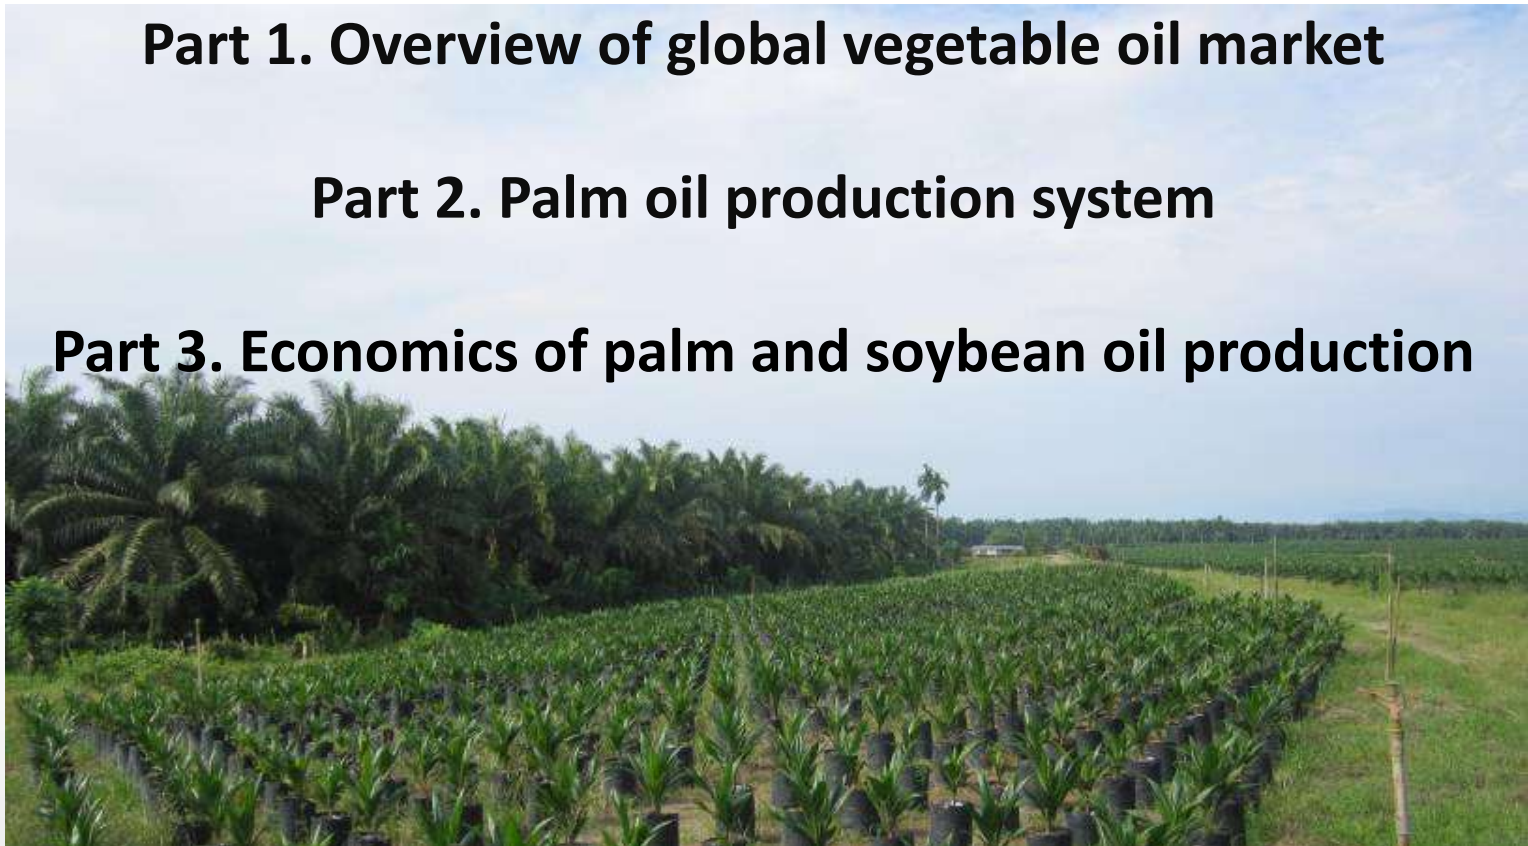 Part 1. Overview of global vegetable oil market
Part 2. Palm oil production system
Part 3. Economics of palm and soybean oil production